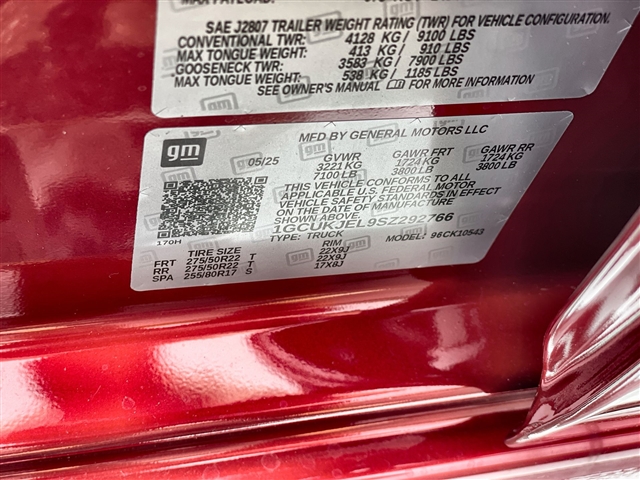 SAE J2807 TRAILER WEIGHT RATING (TWR) FOR VEHICLE CONFIGURATION.
CONVENTIONAL TWR: 4128 KG / 9100 LBS
MAX TONGUE WEIGHT: 413 KG / 910 LBS
GOOSENECK TWR: 3583 KG / 7900 LBS
MAX TONGUE WEIGHT: 538 KG / 1185 LBS
SEE OWNER'S MANUAL FOR MORE INFORMATION
gm
MFD BY GENERAL MOTORS LLC
05/25 GVWR GAWR FRT GAWR RR
3221 KG 1724 KG 1724 KG
7100 LB 3800 LB 3800 LB
THIS VEHICLE CONFORMS TO ALL
APPLICABLE U.S. FEDERAL MOTOR
VEHICLE SAFETY STANDARDS IN EFFECT
ON THE DATE OF MANUFACTURE
SHOWN ABOVE.
1GCUKJEL9SZ292766
170H TYPE: TRUCK MODEL: 96CK10543
TIRE SIZE RIM
FRT 275/50R22 T 22X9J
RR 275/50R22 T 22X9J
SPA 255/80R17 S 17X8J